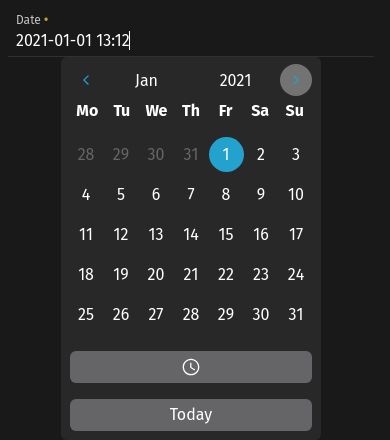 Date •
2021-01-01 13:12
Jan 2021
Mo Tu We Th Fr Sa Su
28 29 30 31 1 2 3
4 5 6 7 8 9 10
11 12 13 14 15 16 17
18 19 20 21 22 23 24
25 26 27 28 29 30 31
Today